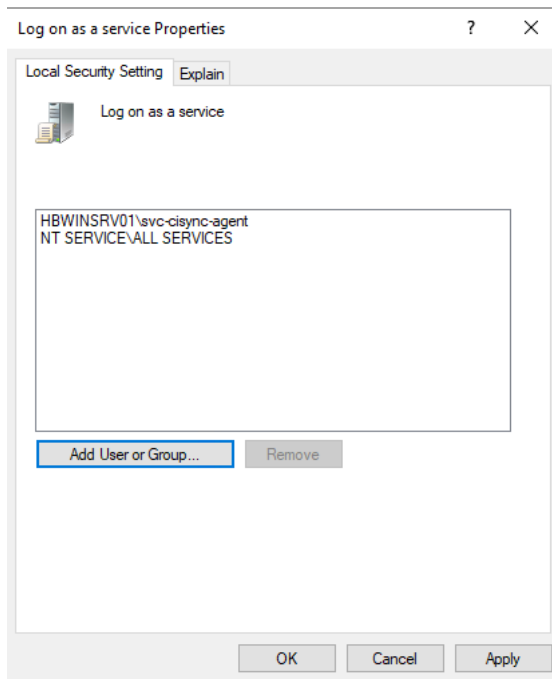 Log on as a service Properties
?
Local Security Setting
Explain
Log on as a service
HBWINSRV01\svc-cisync-agent
NT SERVICE\ALL SERVICES
Add User or Group...
Remove
OK
Cancel
Apply